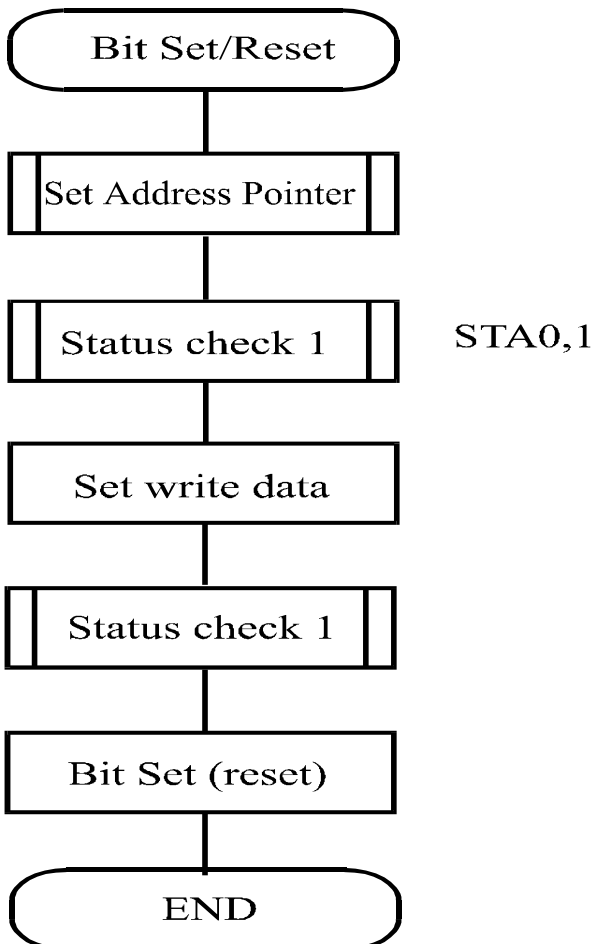 Bit Set/Reset
Set Address Pointer
Status check 1
STA0,1
Set write data
Status check 1
Bit Set (reset)
END